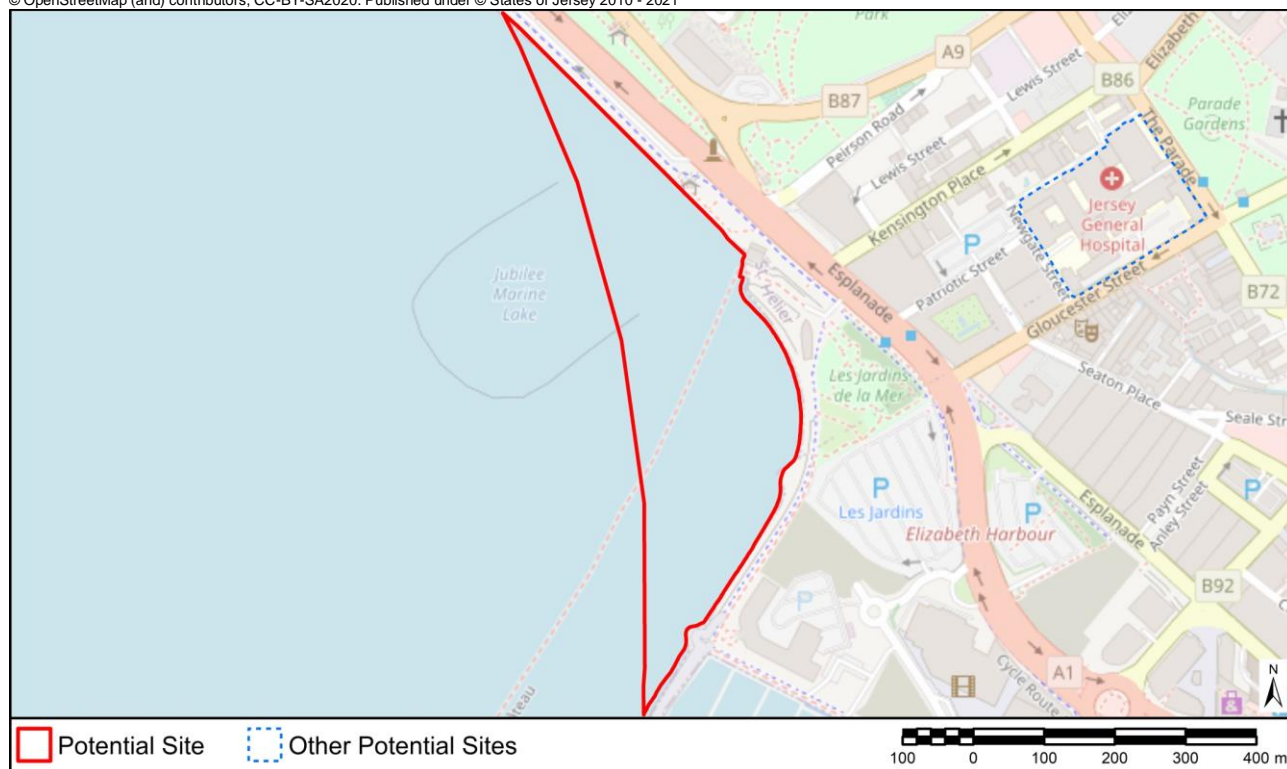 © OpenStreetMap (and) contributors, CC-BY-SA2020. Published under © States of Jersey 2010 - 2021
Park
A9
Lewis Street
Elizabeth
B86
B87
Peirson Road
Lewis Street
Parade
Gardens
The Parade
Kensington Place
Jersey
General
Hospital
P
Newgate Street
Patriotic Street
Gloucester Street
B72
Esplanade
St. Helier
Jubilee
Marine
Lake
Les Jardins
de la Mer
Seaton Place
P
Les Jardins
P
Elizabeth Harbour
Esplanade
Payn Street
Anley Street
P
B92
P
A1
Cycle Route
N
Potential Site
Other Potential Sites
100 0 100 200 300 400 m